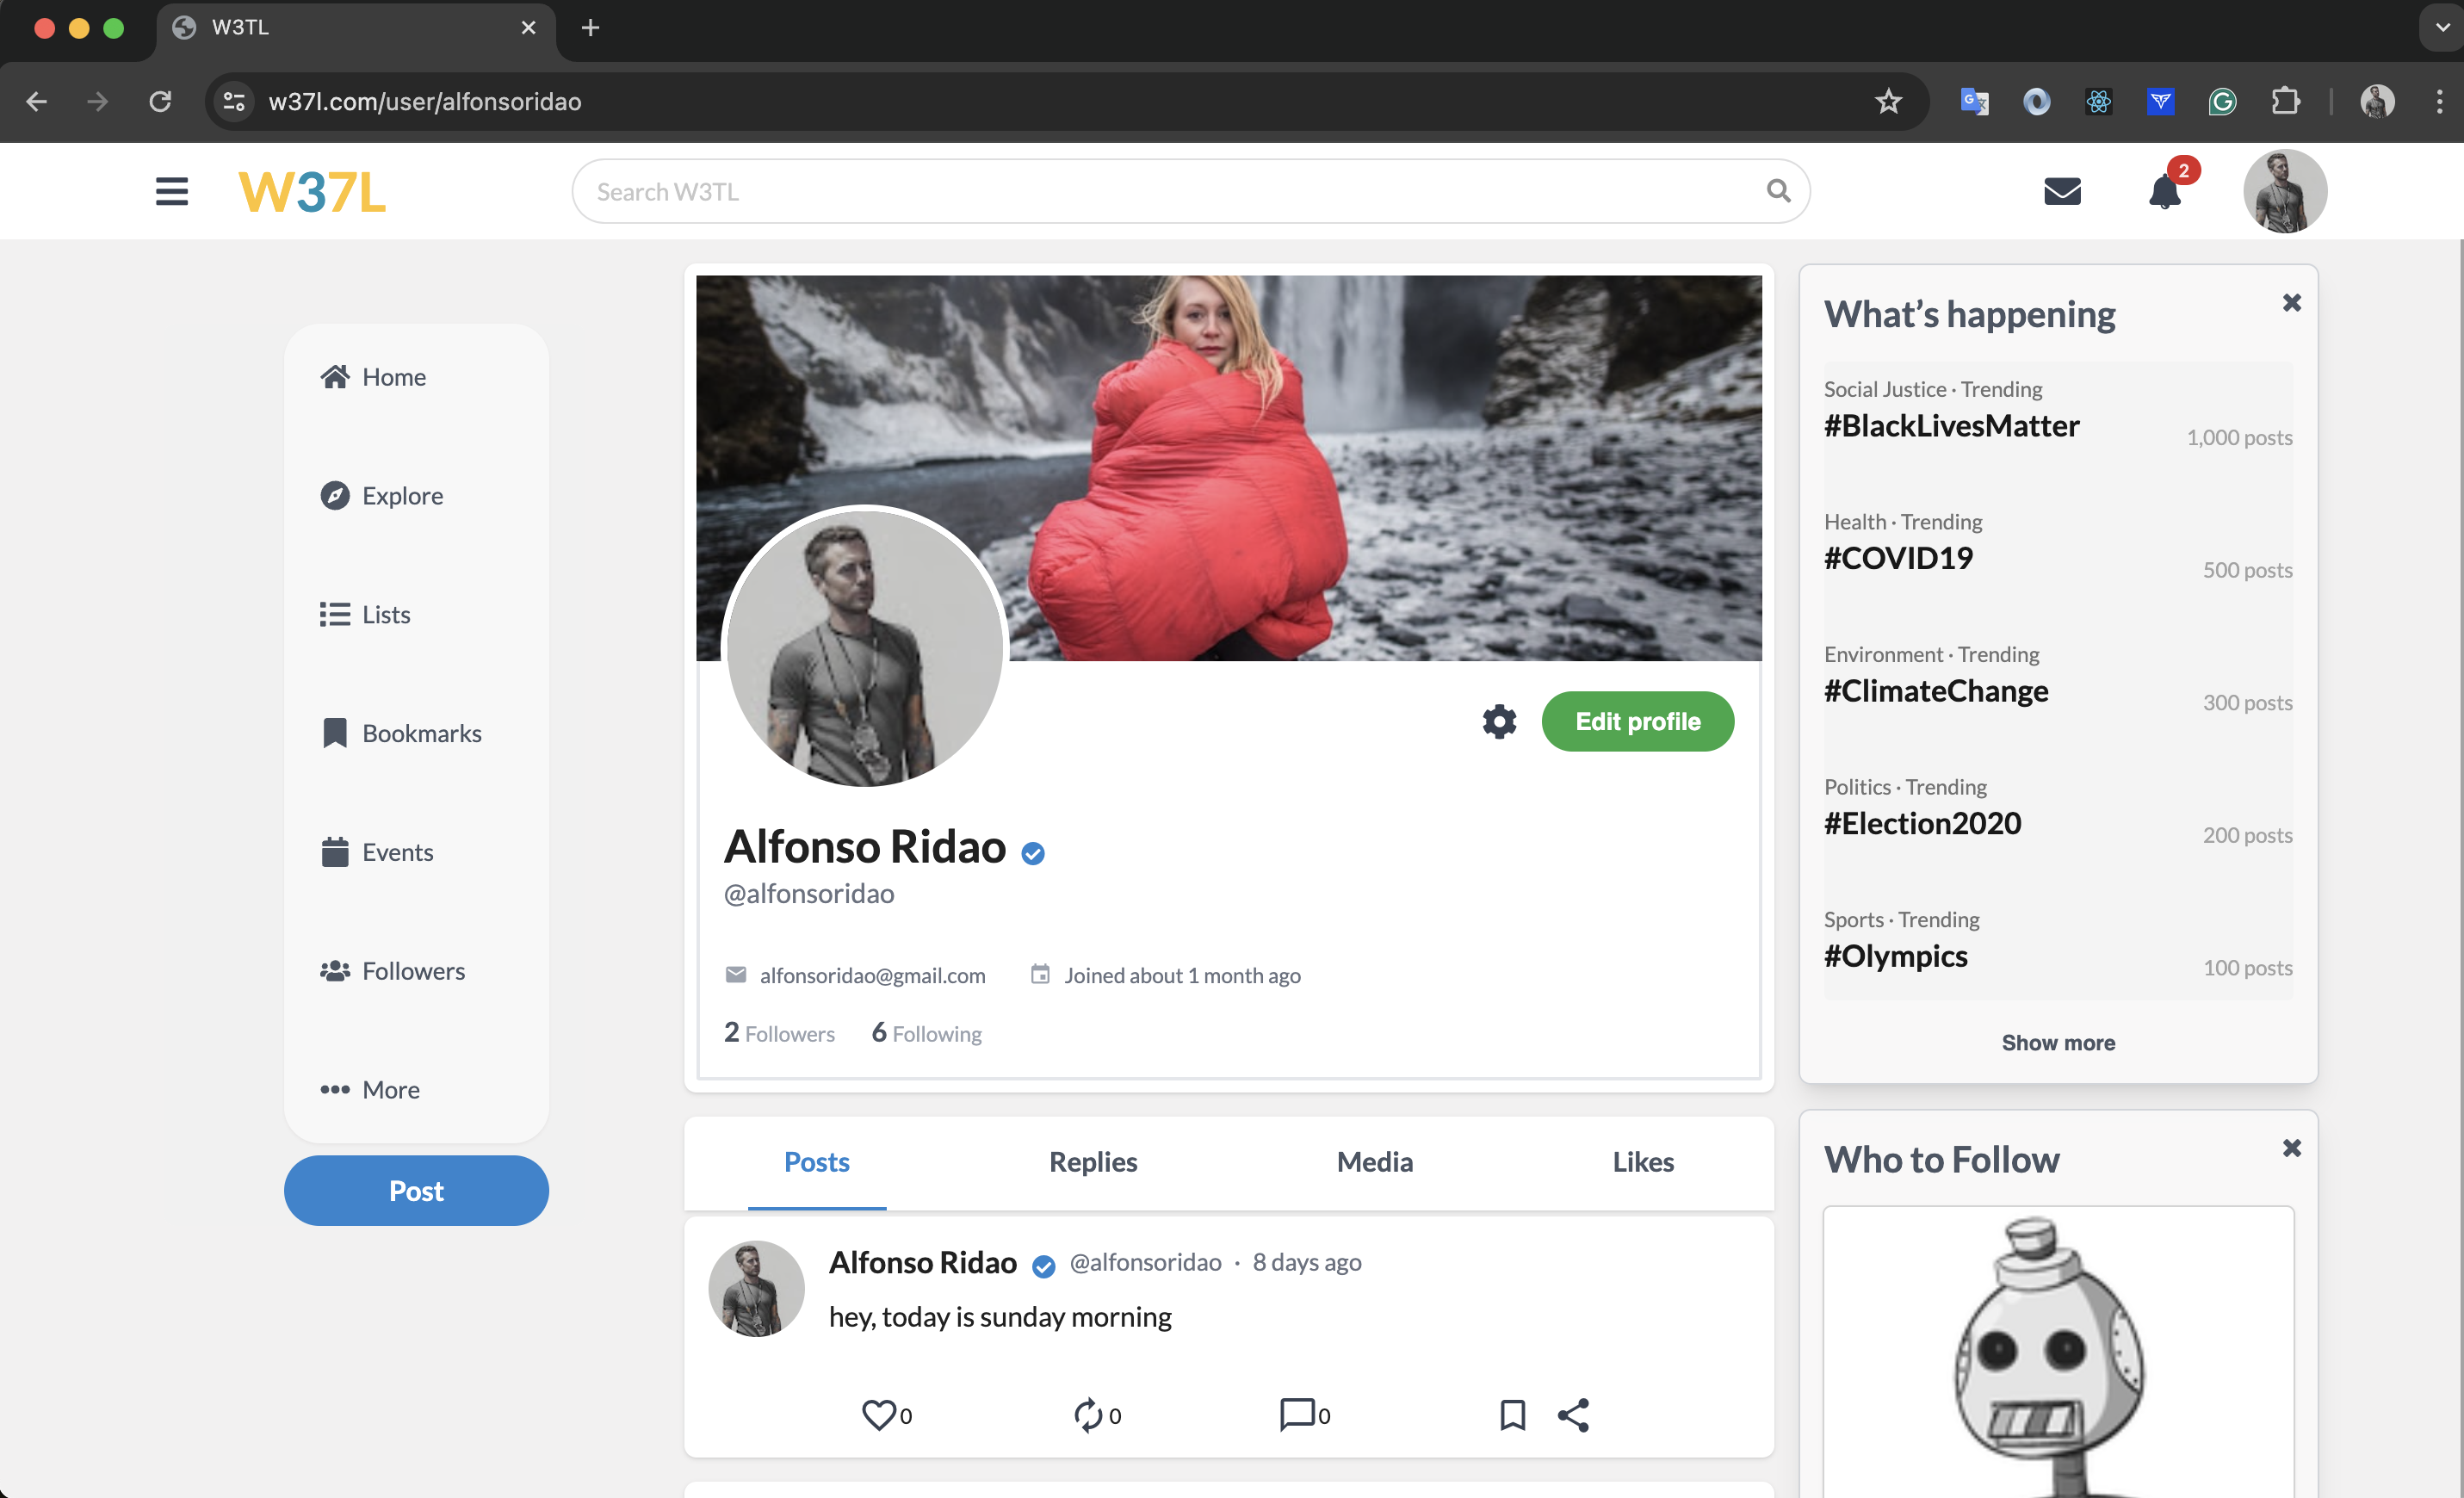 W3TL
w37l.com/user/alfonsoridao
W37L
Search W3TL
2
Home
Explore
Lists
Bookmarks
Events
Followers
More
Post
Edit profile
Alfonso Ridao
@alfonsoridao
alfonsoridao@gmail.com Joined about 1 month ago
2 Followers 6 Following
Posts Replies Media Likes
Alfonso Ridao @alfonsoridao · 8 days ago
hey, today is sunday morning
0 0 0
What's happening
Social Justice · Trending
#BlackLivesMatter
1,000 posts
Health · Trending
#COVID19
500 posts
Environment · Trending
#ClimateChange
300 posts
Politics · Trending
#Election2020
200 posts
Sports · Trending
#Olympics
100 posts
Show more
Who to Follow